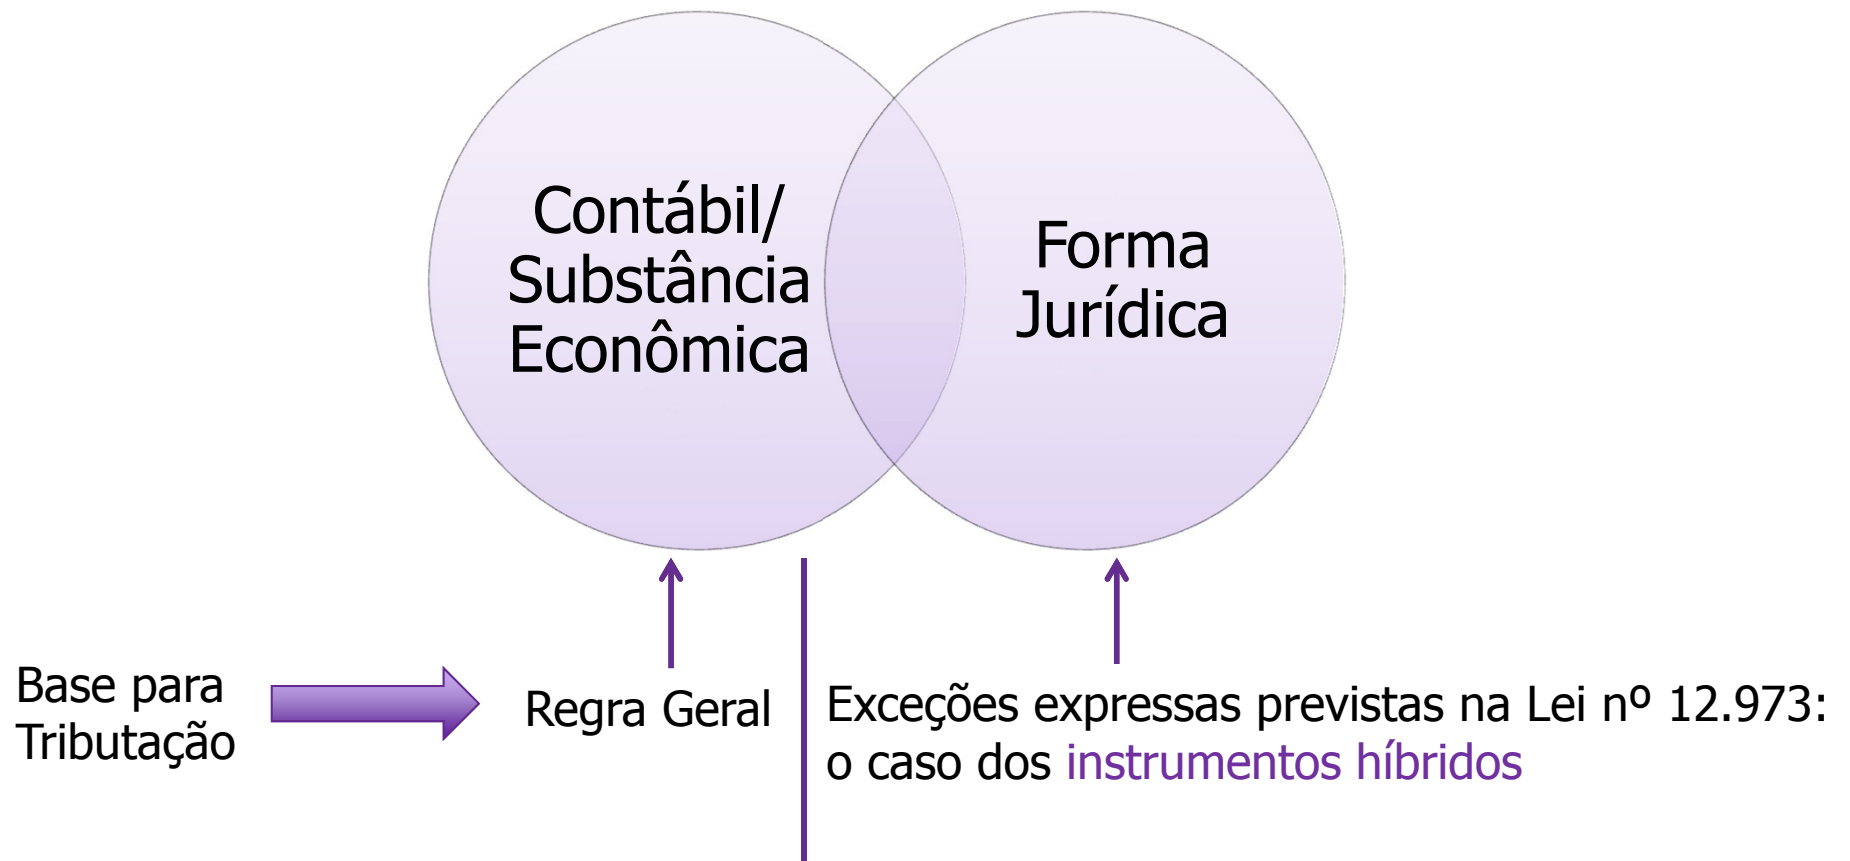 Contábil/
Substância
Econômica
Forma
Jurídica
Base para
Tributação
Regra Geral
Exceções expressas previstas na Lei nº 12.973:
o caso dos instrumentos híbridos